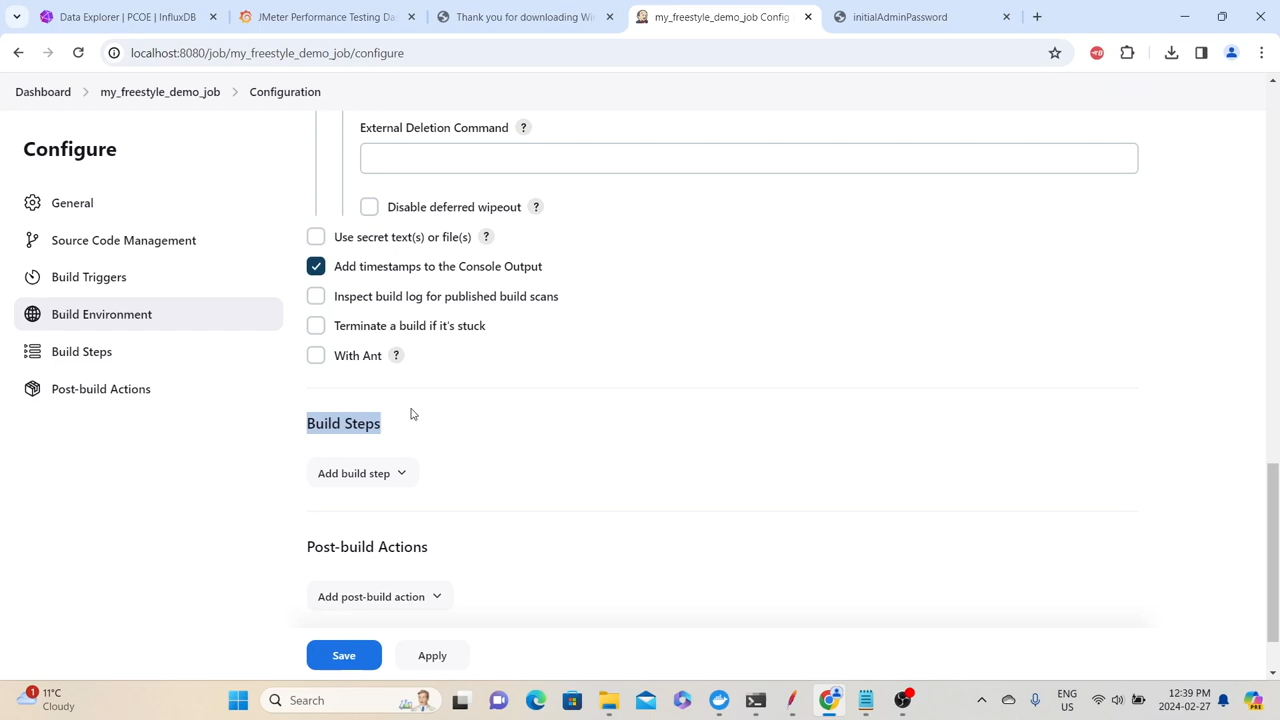 Data Explorer | PCOE | InfluxDB
JMeter Performance Testing Da
Thank you for downloading Wi
my_freestyle_demo_job Config
initialAdminPassword
localhost:8080/job/my_freestyle_demo_job/configure
Dashboard > my_freestyle_demo_job > Configuration
Configure
General
Source Code Management
Build Triggers
Build Environment
Build Steps
Post-build Actions
External Deletion Command ?
Disable deferred wipeout ?
Use secret text(s) or file(s) ?
Add timestamps to the Console Output
Inspect build log for published build scans
Terminate a build if it's stuck
With Ant ?
Build Steps
Add build step
Post-build Actions
Add post-build action
Save
Apply
1
11°C
Cloudy
Search
ENG
US
12:39 PM
2024-02-27